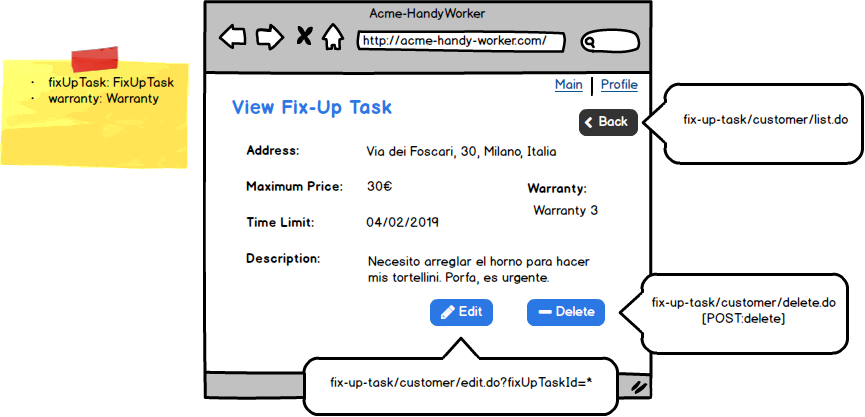 Acme-HandyWorker
http://acme-handy-worker.com/
• fixUpTask: FixUpTask
• warranty: Warranty
Main | Profile
View Fix-Up Task
Back
fix-up-task/customer/list.do
Address: Via dei Foscari, 30, Milano, Italia
Maximum Price: 30€
Warranty:
Warranty 3
Time Limit: 04/02/2019
Description: Necesito arreglar el horno para hacer
mis tortellini. Porfa, es urgente.
Edit
Delete
fix-up-task/customer/delete.do
[POST:delete]
fix-up-task/customer/edit.do?fixUpTaskId=*